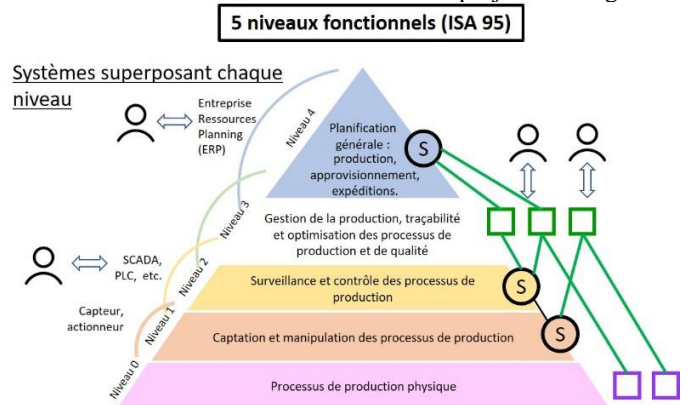 5 niveaux fonctionnels (ISA 95)
Systèmes superposant chaque
niveau
Entreprise
Ressources
Planning
(ERP)
Niveau 4
Planification
générale :
production,
approvisionnement,
expéditions.
S
Niveau 3
Gestion de la production, traçabilité
et optimisation des processus de
production et de qualité
SCADA,
PLC, etc.
Niveau 2
Surveillance et contrôle des processus de
production
S
Capteur,
actionneur
Niveau 1
Captation et manipulation des processus de production
S
Niveau 0
Processus de production physique